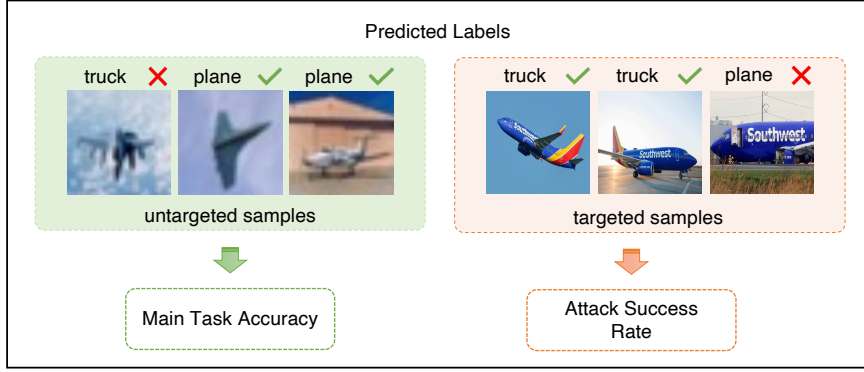 Predicted Labels
truck
plane
plane
truck
truck
plane
Southwest
Southwest
Southwest
untargeted samples
targeted samples
Main Task Accuracy
Attack Success
Rate